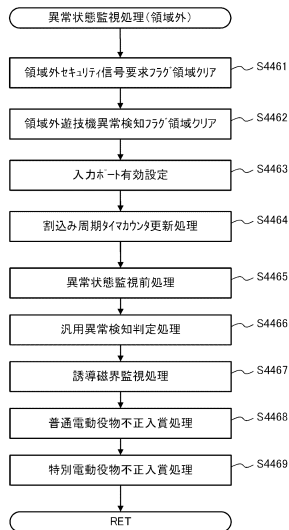 異常状態監視処理(領域外)
領域外セキュリティ信号要求フラグ領域クリア
S4461
領域外遊技機異常検知フラグ領域クリア
S4462
入力ポート有効設定
S4463
割込み周期タイマカウンタ更新処理
S4464
異常状態監視前処理
S4465
汎用異常検知判定処理
S4466
誘導磁界監視処理
S4467
普通電動役物不正入賞処理
S4468
特別電動役物不正入賞処理
S4469
RET